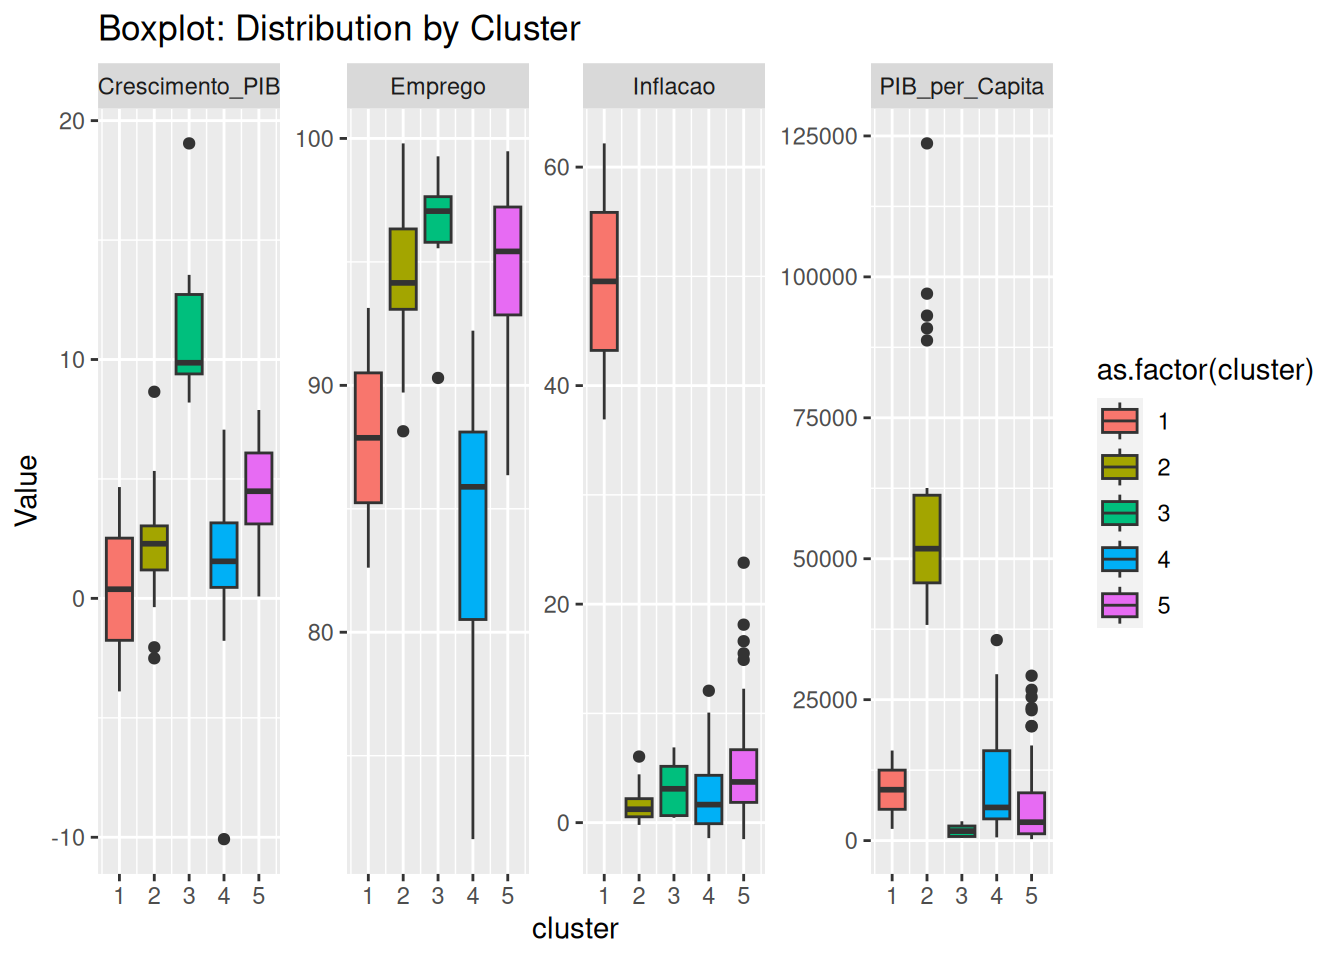 Boxplot: Distribution by Cluster
Crescimento_PIB
Emprego
Inflacao
PIB_per_Capita
Value
20
10
0
-10
100
90
80
60
40
20
0
125000
100000
75000
50000
25000
0
1 2 3 4 5
1 2 3 4 5
1 2 3 4 5
1 2 3 4 5
cluster
as.factor(cluster)
1
2
3
4
5